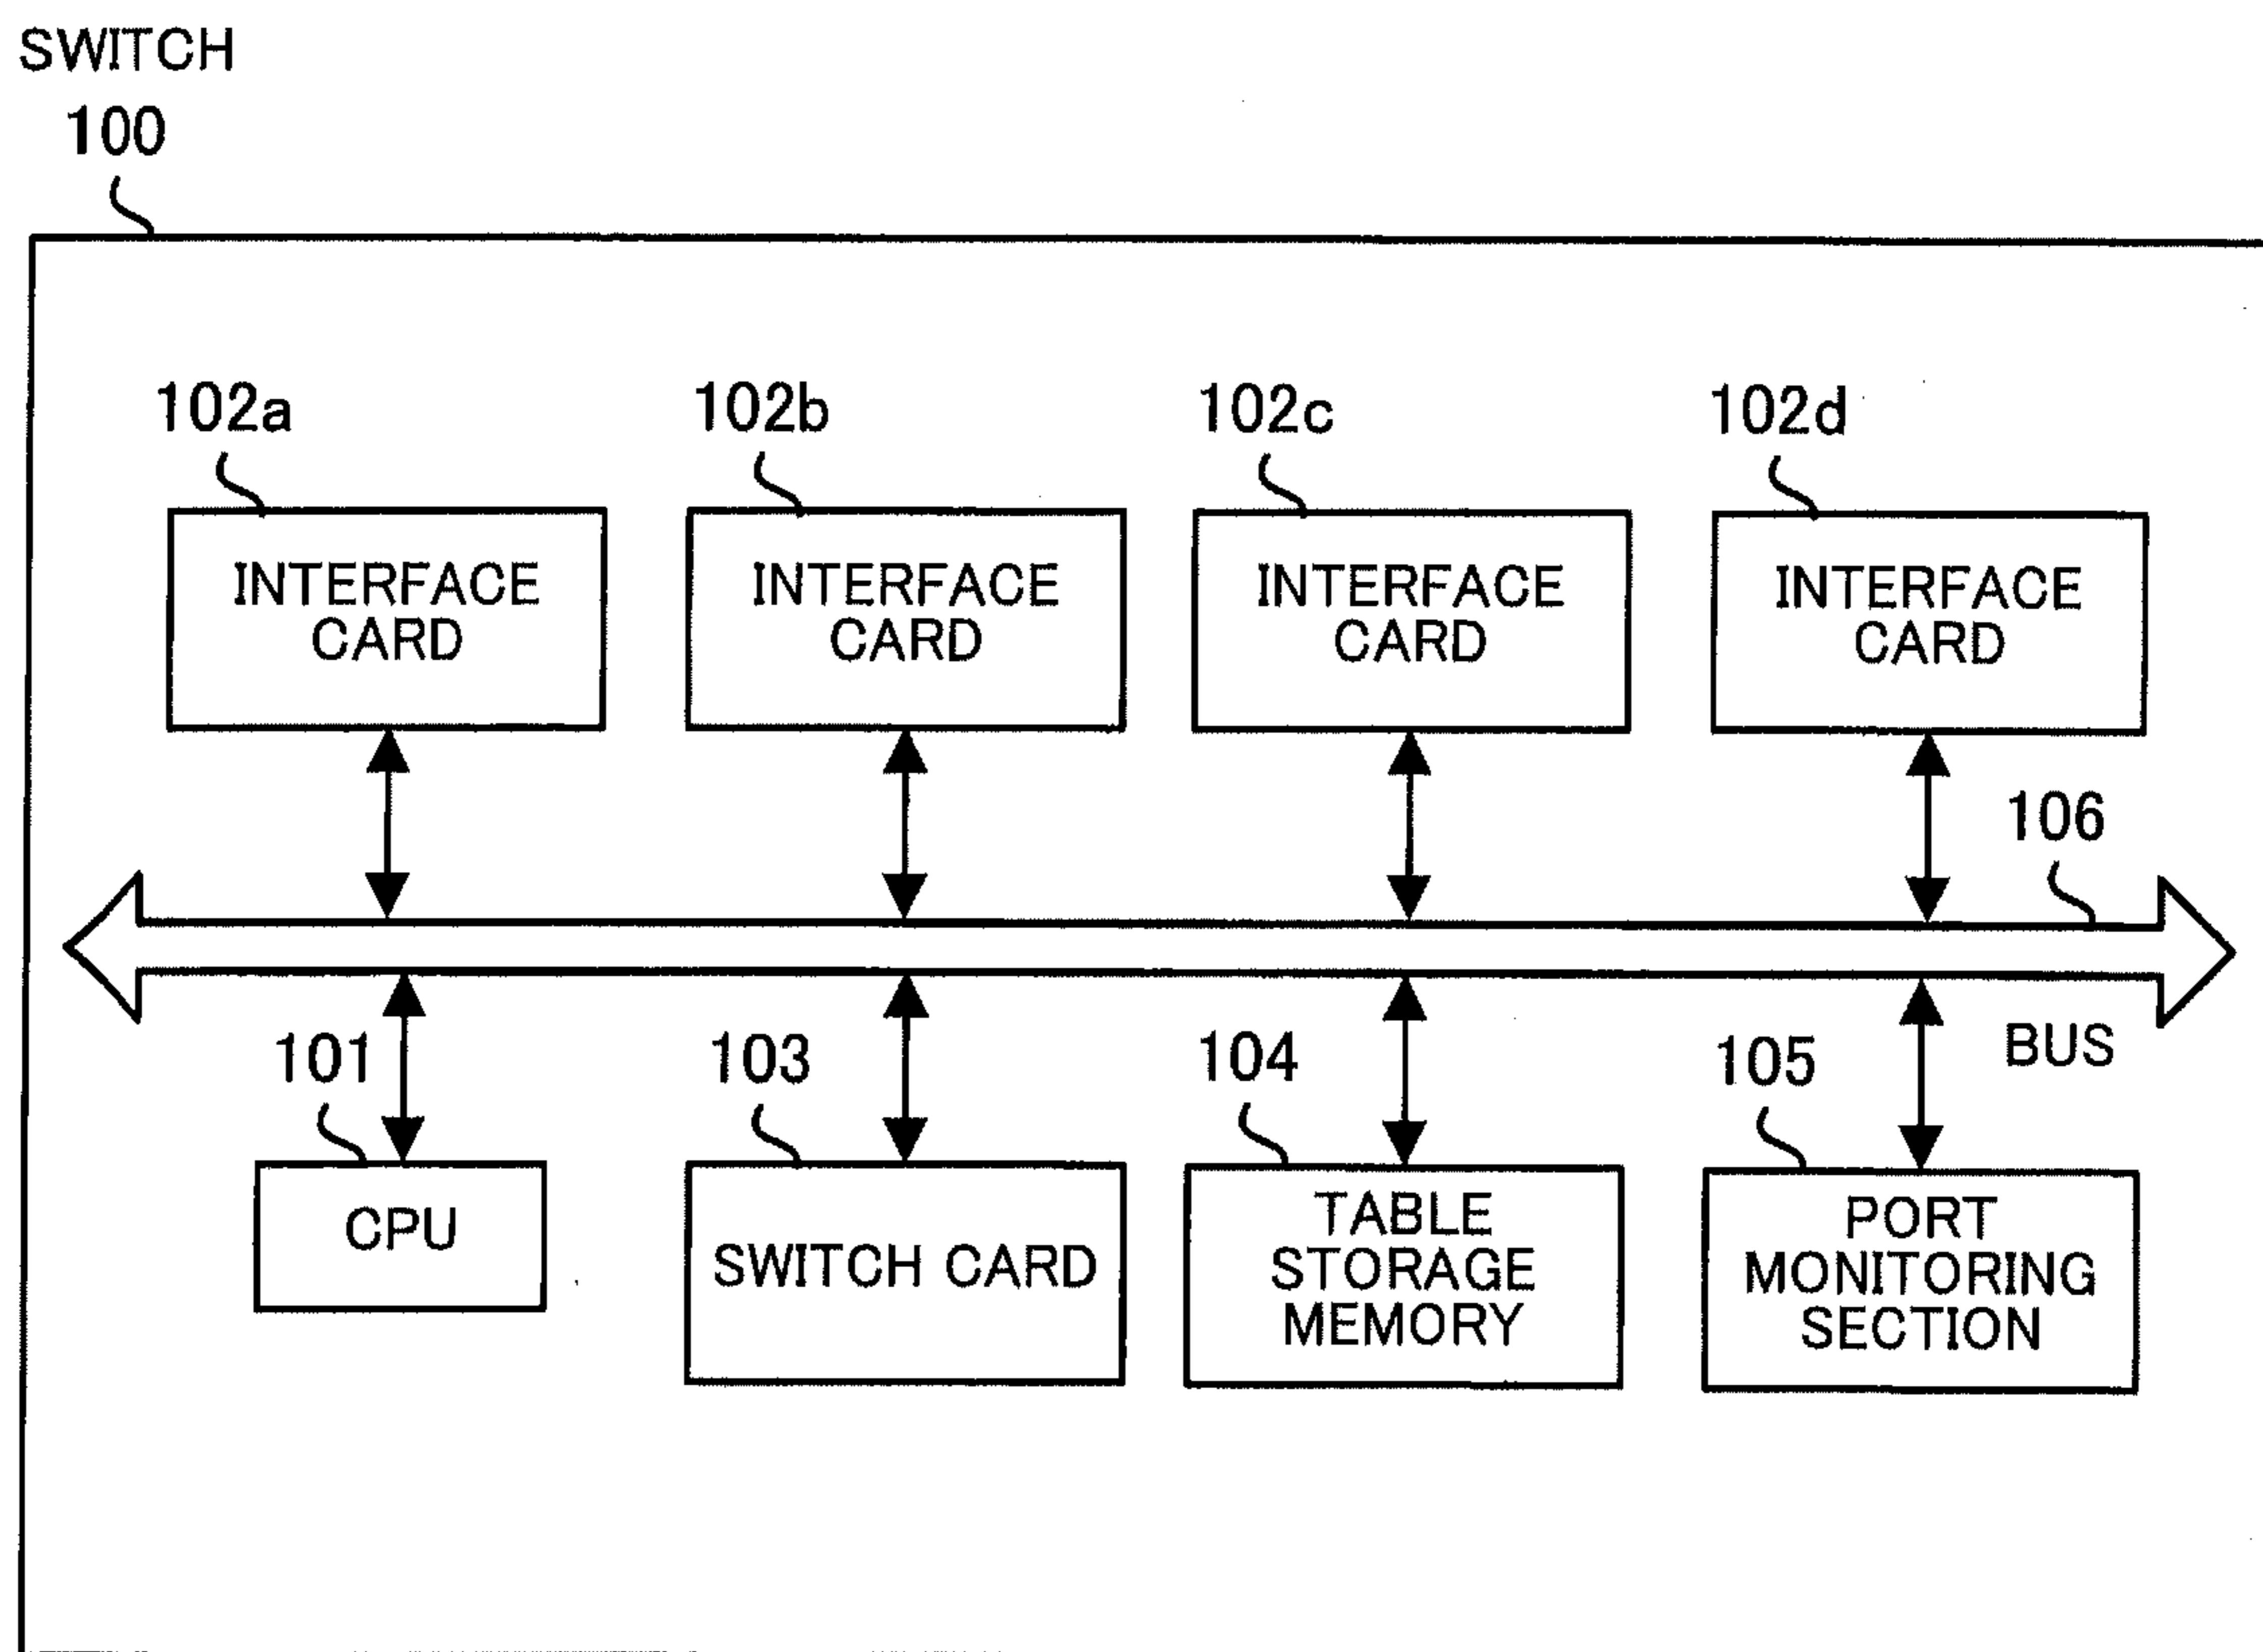 SWITCH
100
102a
102b
102c
102d
INTERFACE
CARD
INTERFACE
CARD
INTERFACE
CARD
INTERFACE
CARD
106
BUS
101
103
104
105
CPU
SWITCH CARD
TABLE
STORAGE
MEMORY
PORT
MONITORING
SECTION